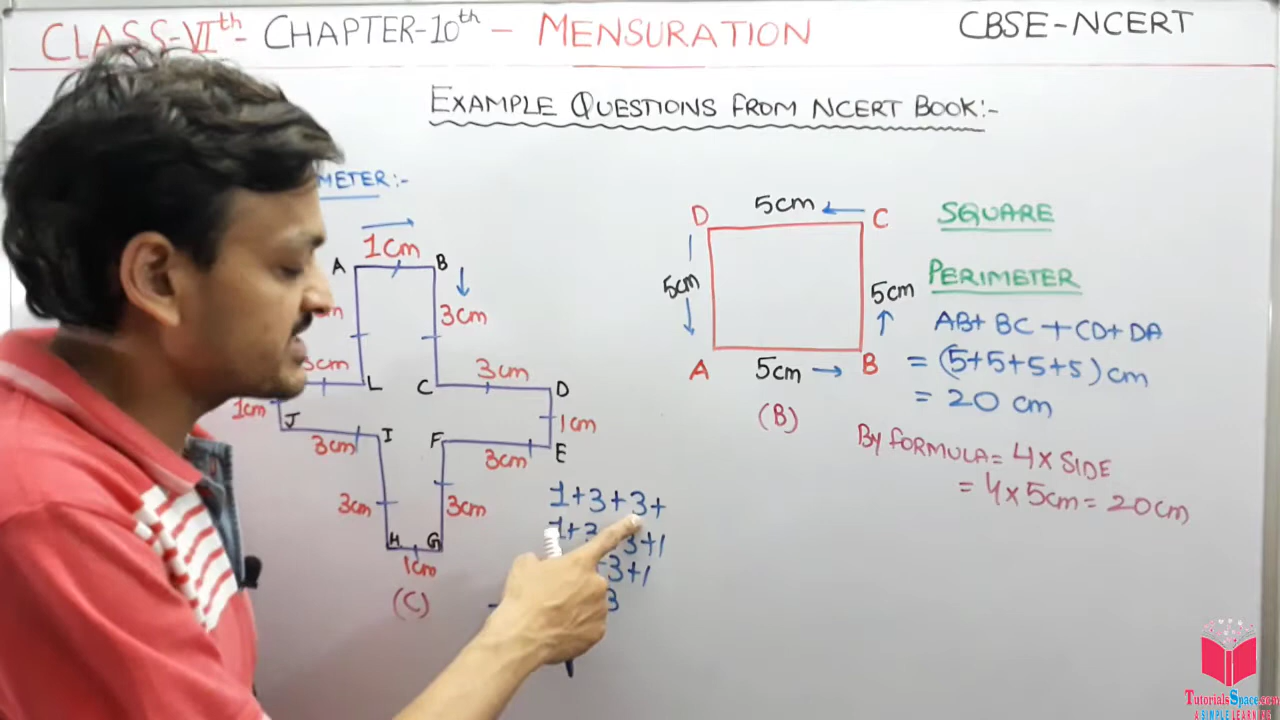 CLASS-VIth - CHAPTER-10th - MENSURATION
CBSE-NCERT
EXAMPLE QUESTIONS FROM NCERT BOOK:-
METER:-
1cm
A
B
3cm
3cm
L
C
3cm
D
1cm
J
1cm
E
3cm
I
F
3cm
3cm
3cm
H
G
1cm
(C)
1+3+3+
3+1
3+1
3
D
5cm
C
5cm
5cm
A
5cm
B
(B)
SQUARE
PERIMETER
AB+BC+CD+DA
= (5+5+5+5) cm
= 20 cm
BY FORMULA = 4 x SIDE
= 4 x 5cm = 20cm
TutorialsSpace.com
A SIMPLE LEARNING